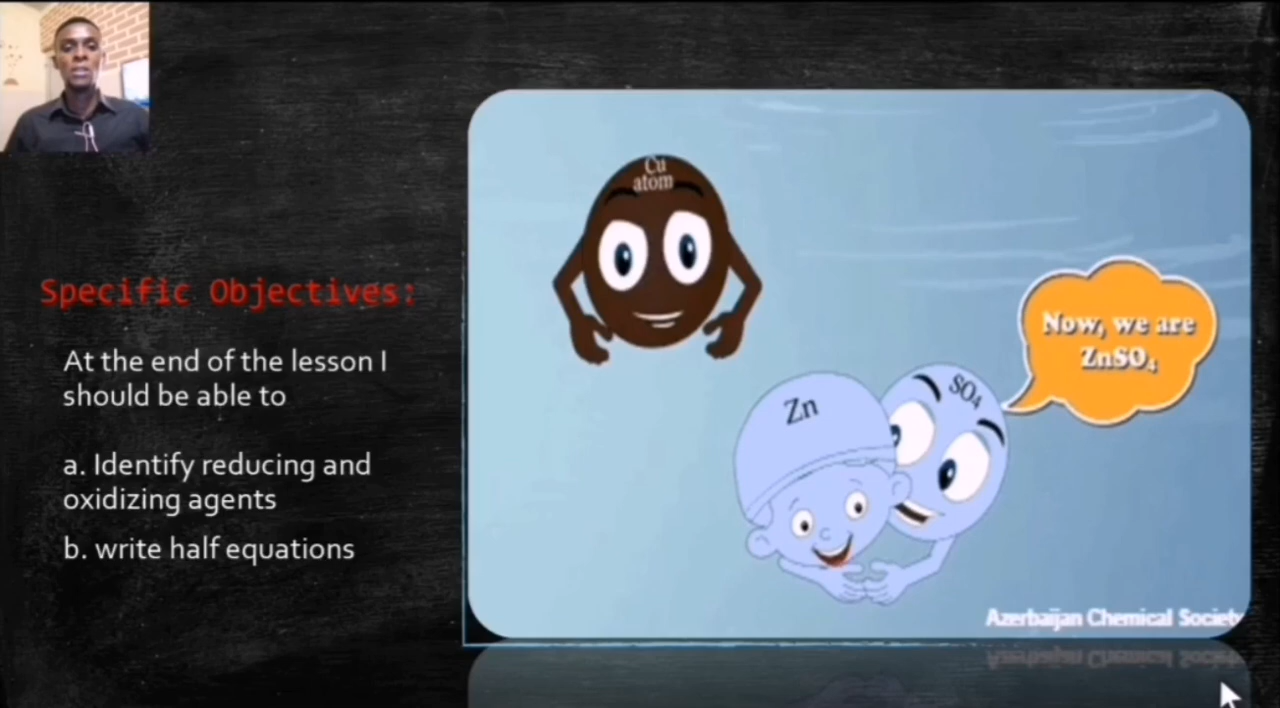 Specific Objectives:
At the end of the lesson I
should be able to
a. Identify reducing and
oxidizing agents
b. write half equations
Cu
atom
Zn
SO₄
Now, we are
ZnSO₄
Azerbaijan Chemical Society